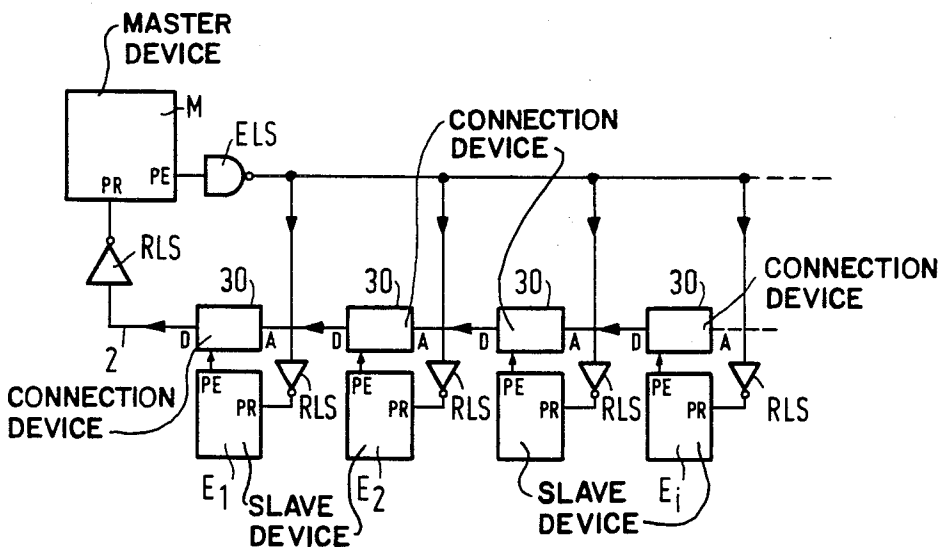 MASTER
DEVICE
M
ELS
PE
PR
CONNECTION
DEVICE
RLS
30
30
30
30
CONNECTION
DEVICE
D
A
D
A
D
A
D
A
2
PE
PE
PE
PE
CONNECTION
DEVICE
PR
RLS
PR
RLS
PR
RLS
PR
RLS
E1
SLAVE
DEVICE
E2
SLAVE
DEVICE
Ei